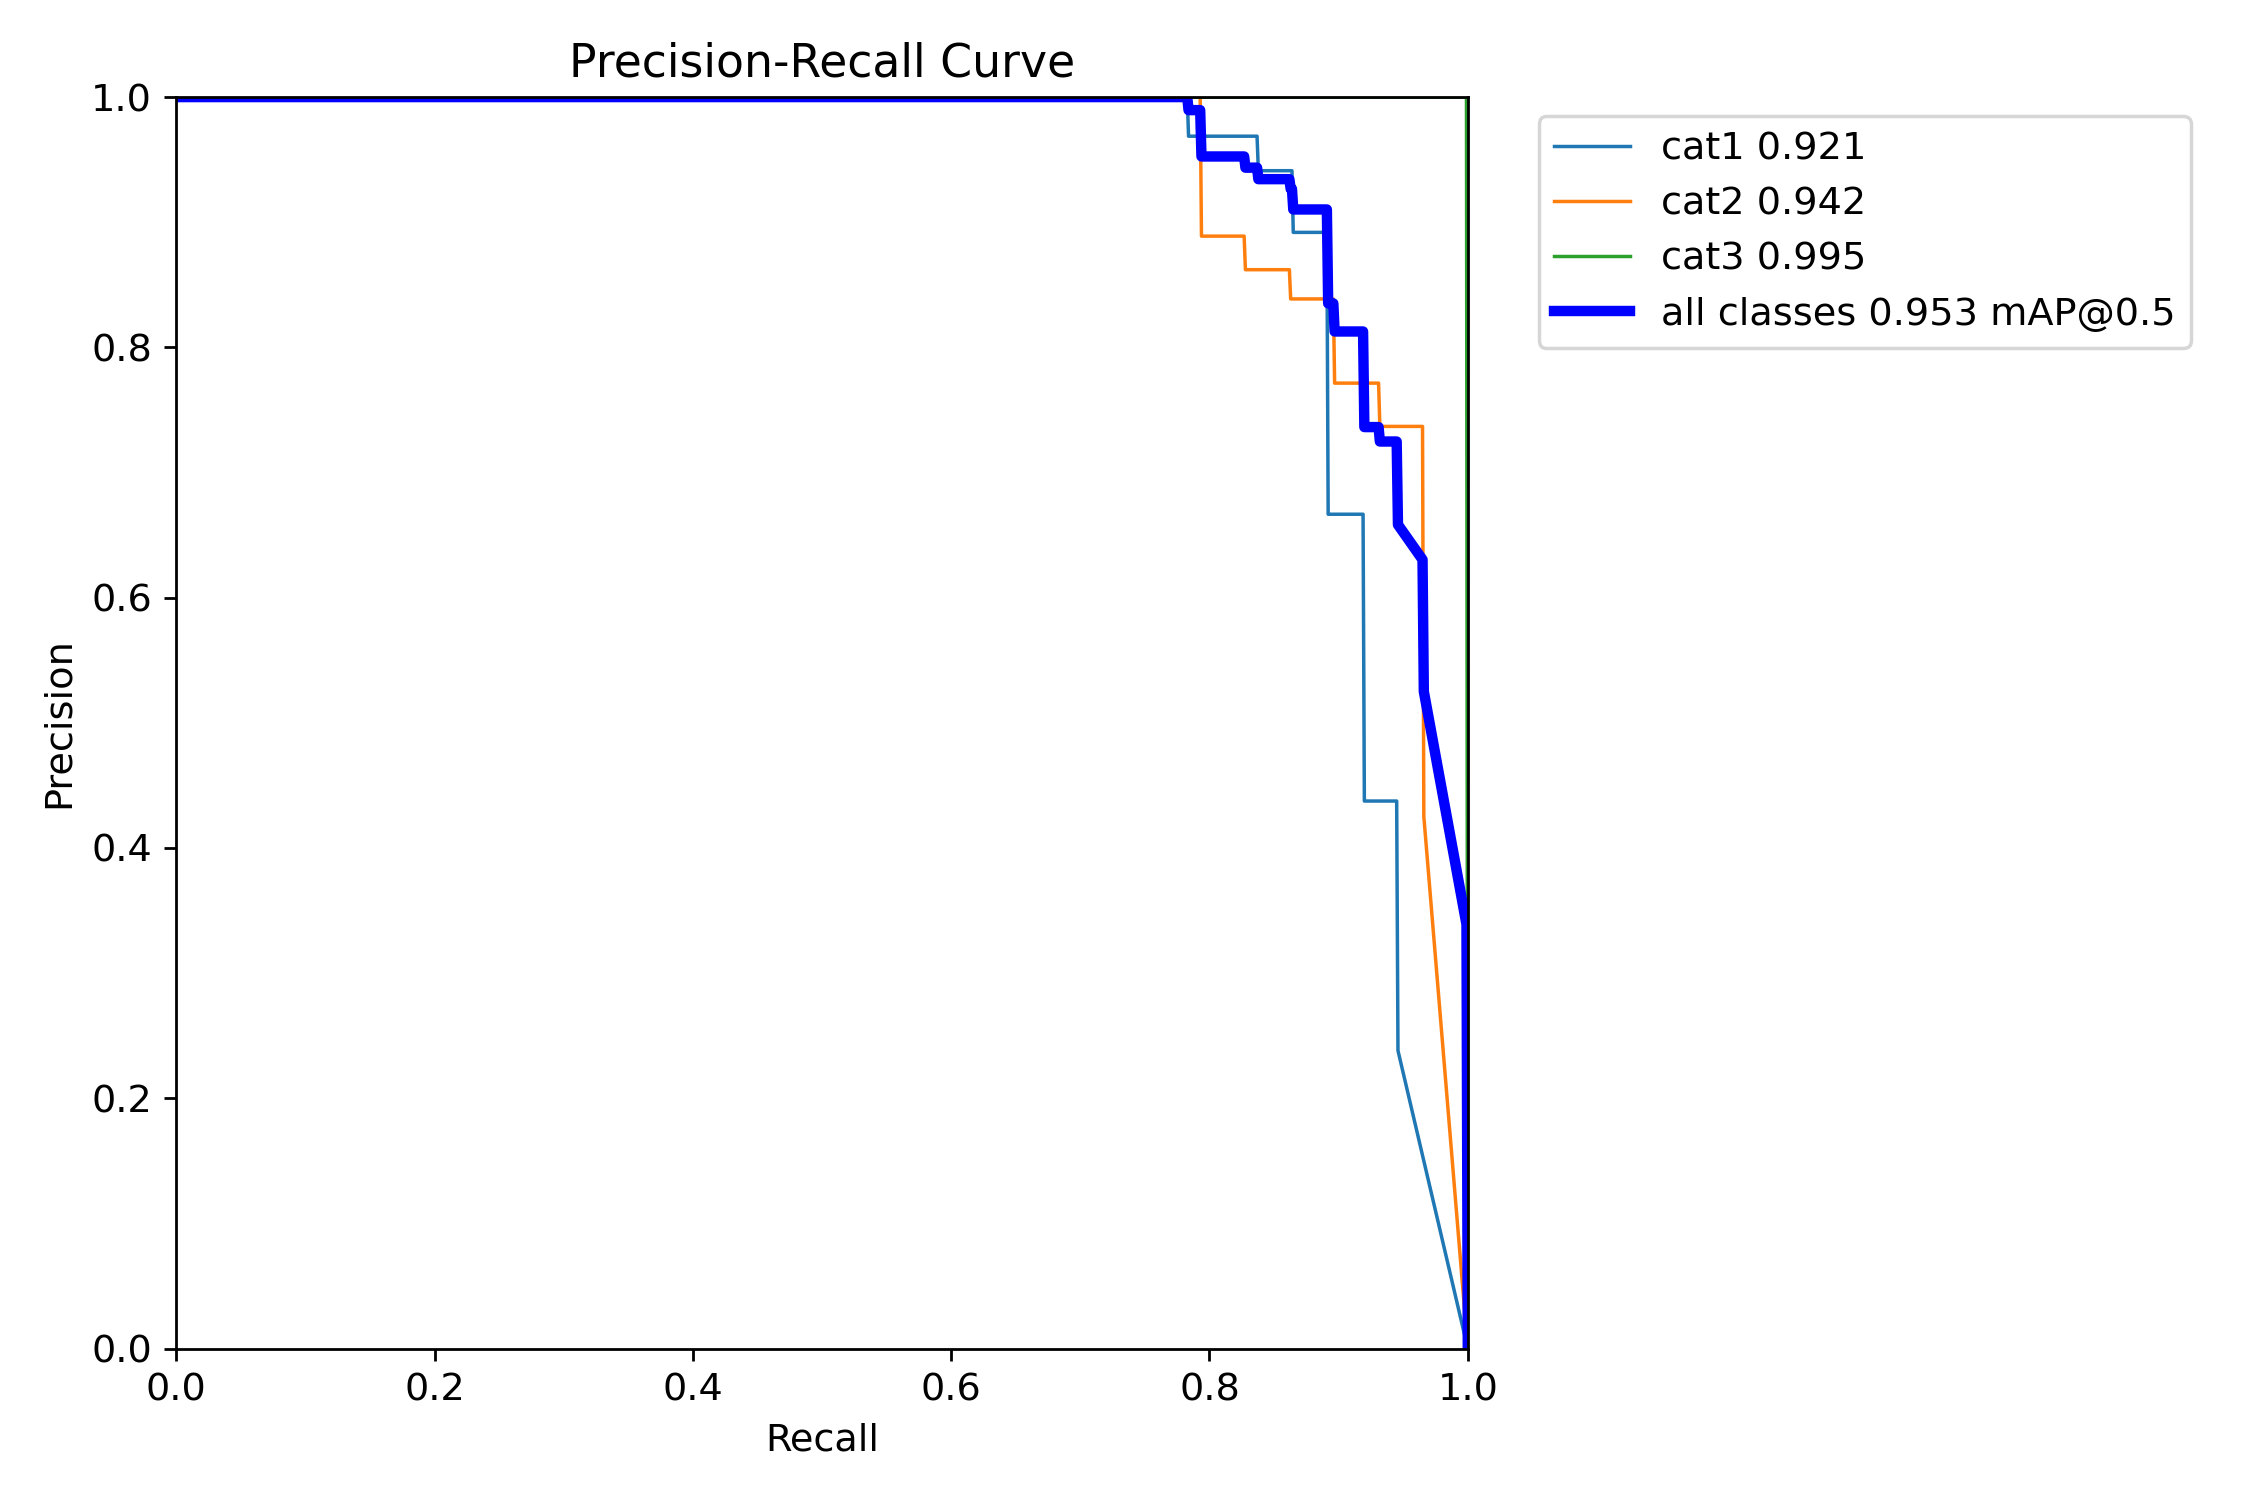 Precision-Recall Curve
1.0
0.8
0.6
0.4
0.2
0.0
Precision
0.0 0.2 0.4 0.6 0.8 1.0
Recall
cat1 0.921
cat2 0.942
cat3 0.995
all classes 0.953 mAP@0.5